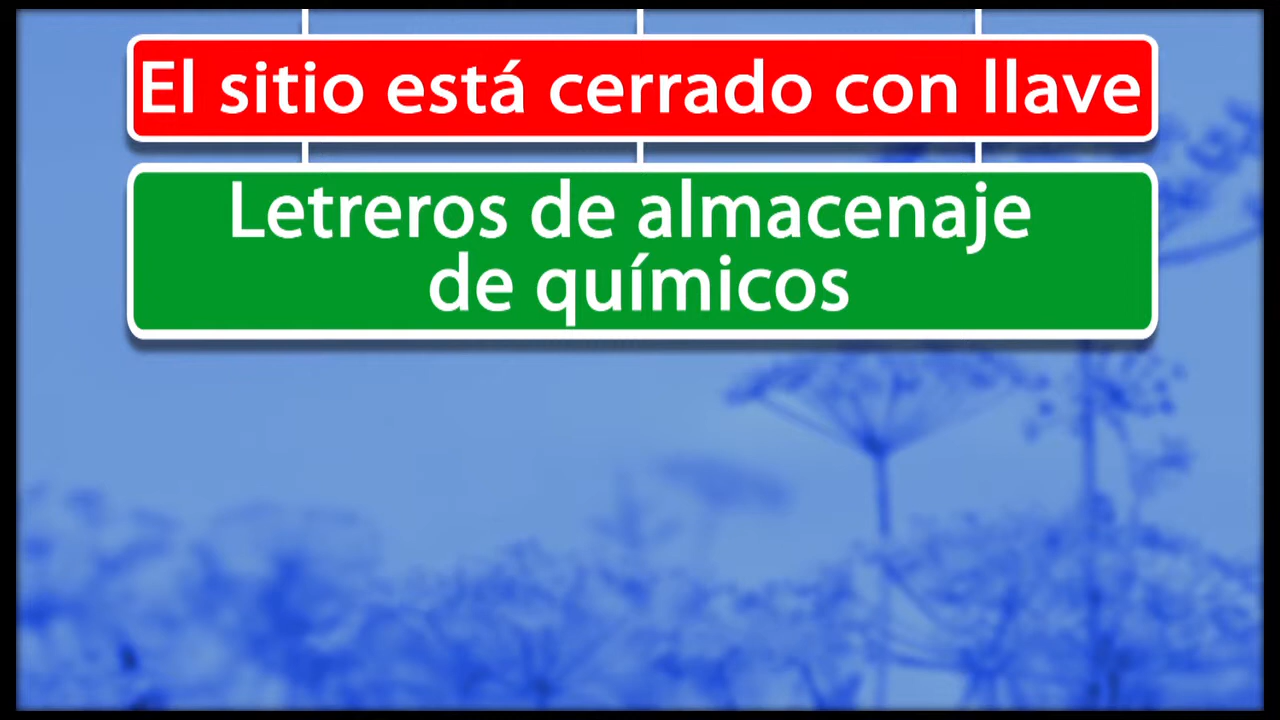 El sitio está cerrado con llave
Letreros de almacenaje
de químicos